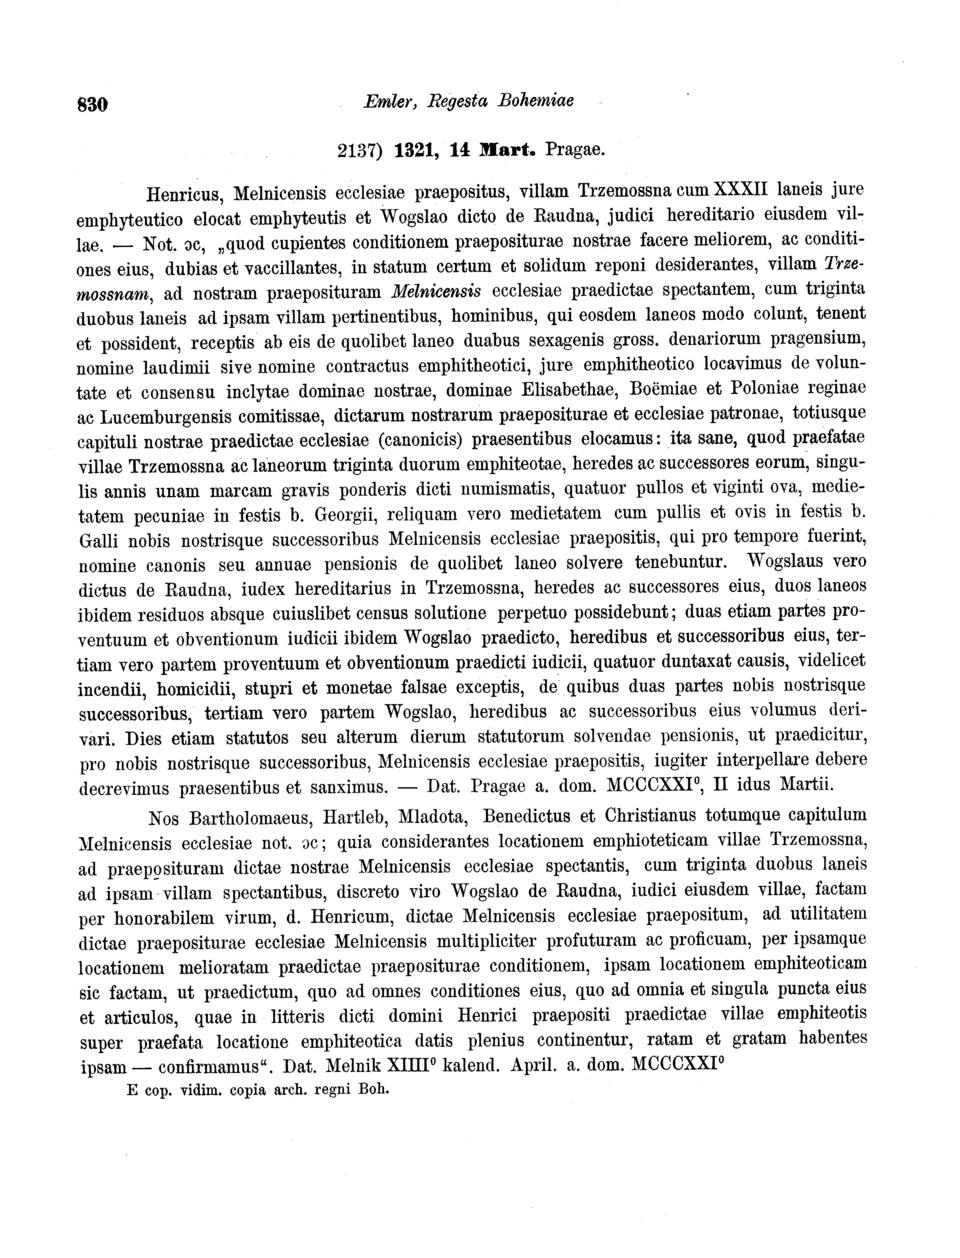 830
Emler, Regesta Bohemiae
2137) 1321, 14 Mart. Pragae.
Henricus, Melnicensis ecclesiae praepositus, villam Trzemossna cum XXXII laneis jure
emphyteutico elocat emphyteutis et Wogslao dicto de Raudna, judici hereditario eiusdem vil-
lae. — Not. ɔc, „quod cupientes conditionem praepositurae nostrae facere meliorem, ac conditi-
ones eius, dubias et vaccillantes, in statum certum et solidum reponi desiderantes, villam Trze-
mossnam, ad nostram praeposituram Melnicensis ecclesiae praedictae spectantem, cum triginta
duobus laneis ad ipsam villam pertinentibus, hominibus, qui eosdem laneos modo colunt, tenent
et possident, receptis ab eis de quolibet laneo duabus sexagenis gross. denariorum pragensium,
nomine laudimii sive nomine contractus emphitheotici, jure emphitheotico locavimus de volun-
tate et consensu inclytae dominae nostrae, dominae Elisabethae, Boëmiae et Poloniae reginae
ac Lucemburgensis comitissae, dictarum nostrarum praepositurae et ecclesiae patronae, totiusque
capituli nostrae praedictae ecclesiae (canonicis) praesentibus elocamus: ita sane, quod praefatae
villae Trzemossna ac laneorum triginta duorum emphiteotae, heredes ac successores eorum, singu-
lis annis unam marcam gravis ponderis dicti numismatis, quatuor pullos et viginti ova, medie-
tatem pecuniae in festis b. Georgii, reliquam vero medietatem cum pullis et ovis in festis b.
Galli nobis nostrisque successoribus Melnicensis ecclesiae praepositis, qui pro tempore fuerint,
nomine canonis seu annuae pensionis de quolibet laneo solvere tenebuntur. Wogslaus vero
dictus de Raudna, iudex hereditarius in Trzemossna, heredes ac successores eius, duos laneos
ibidem residuos absque cuiuslibet census solutione perpetuo possidebunt; duas etiam partes pro-
ventuum et obventionum iudicii ibidem Wogslao praedicto, heredibus et successoribus eius, ter-
tiam vero partem proventuum et obventionum praedicti iudicii, quatuor duntaxat causis, videlicet
incendii, homicidii, stupri et monetae falsae exceptis, de quibus duas partes nobis nostrisque
successoribus, tertiam vero partem Wogslao, heredibus ac successoribus eius volumus deri-
vari. Dies etiam statutos seu alterum dierum statutorum solvendae pensionis, ut praedicitur,
pro nobis nostrisque successoribus, Melnicensis ecclesiae praepositis, iugiter interpellare debere
decrevimus praesentibus et sanximus. — Dat. Pragae a. dom. MCCCXXI⁰, II idus Martii.
Nos Bartholomaeus, Hartleb, Mladota, Benedictus et Christianus totumque capitulum
Melnicensis ecclesiae not. ɔc; quia considerantes locationem emphioteticam villae Trzemossna,
ad praeposituram dictae nostrae Melnicensis ecclesiae spectantis, cum triginta duobus laneis
ad ipsam villam spectantibus, discreto viro Wogslao de Raudna, iudici eiusdem villae, factam
per honorabilem virum, d. Henricum, dictae Melnicensis ecclesiae praepositum, ad utilitatem
dictae praepositurae ecclesiae Melnicensis multipliciter profuturam ac proficuam, per ipsamque
locationem melioratam praedictae praepositurae conditionem, ipsam locationem emphiteoticam
sic factam, ut praedictum, quo ad omnes conditiones eius, quo ad omnia et singula puncta eius
et articulos, quae in litteris dicti domini Henrici praepositi praedictae villae emphiteotis
super praefata locatione emphiteotica datis plenius continentur, ratam et gratam habentes
ipsam — confirmamus“. Dat. Melnik XIIII⁰ kalend. April. a. dom. MCCCXXI⁰
E cop. vidim. copia arch. regni Boh.